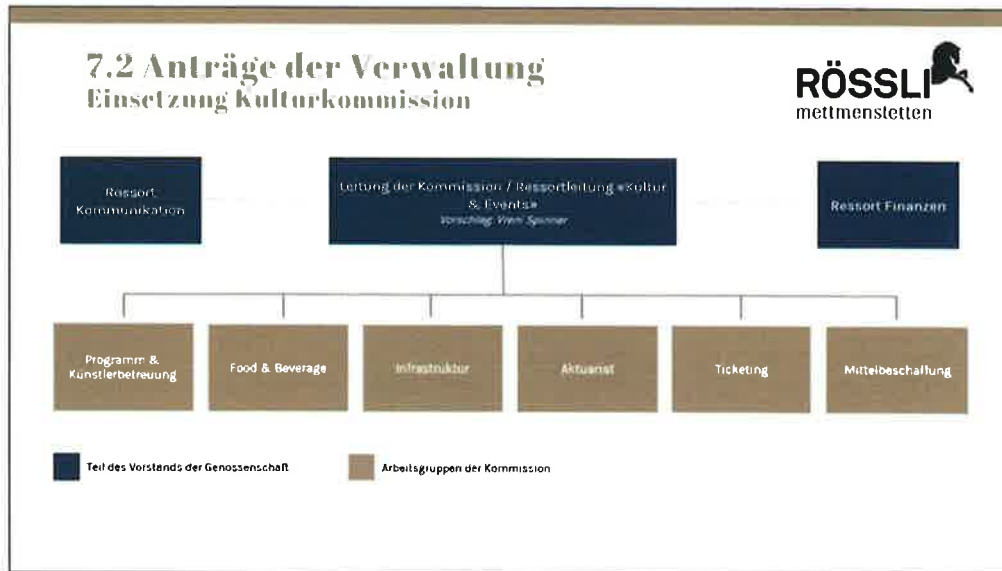 7.2 Anträge der Verwaltung
Einsetzung Kulturkommission
RÖSSLI
mettmenstetten
Ressort
Kommunikation
Leitung der Kommission / Ressortleitung «Kultur
& Events»
Vorschlag: Vreni Spinner
Ressort Finanzen
Programm &
Künstlerbetreuung
Food & Beverage
Infrastruktur
Aktuariat
Ticketing
Mittelbeschaffung
Teil des Vorstands der Genossenschaft
Arbeitsgruppen der Kommission